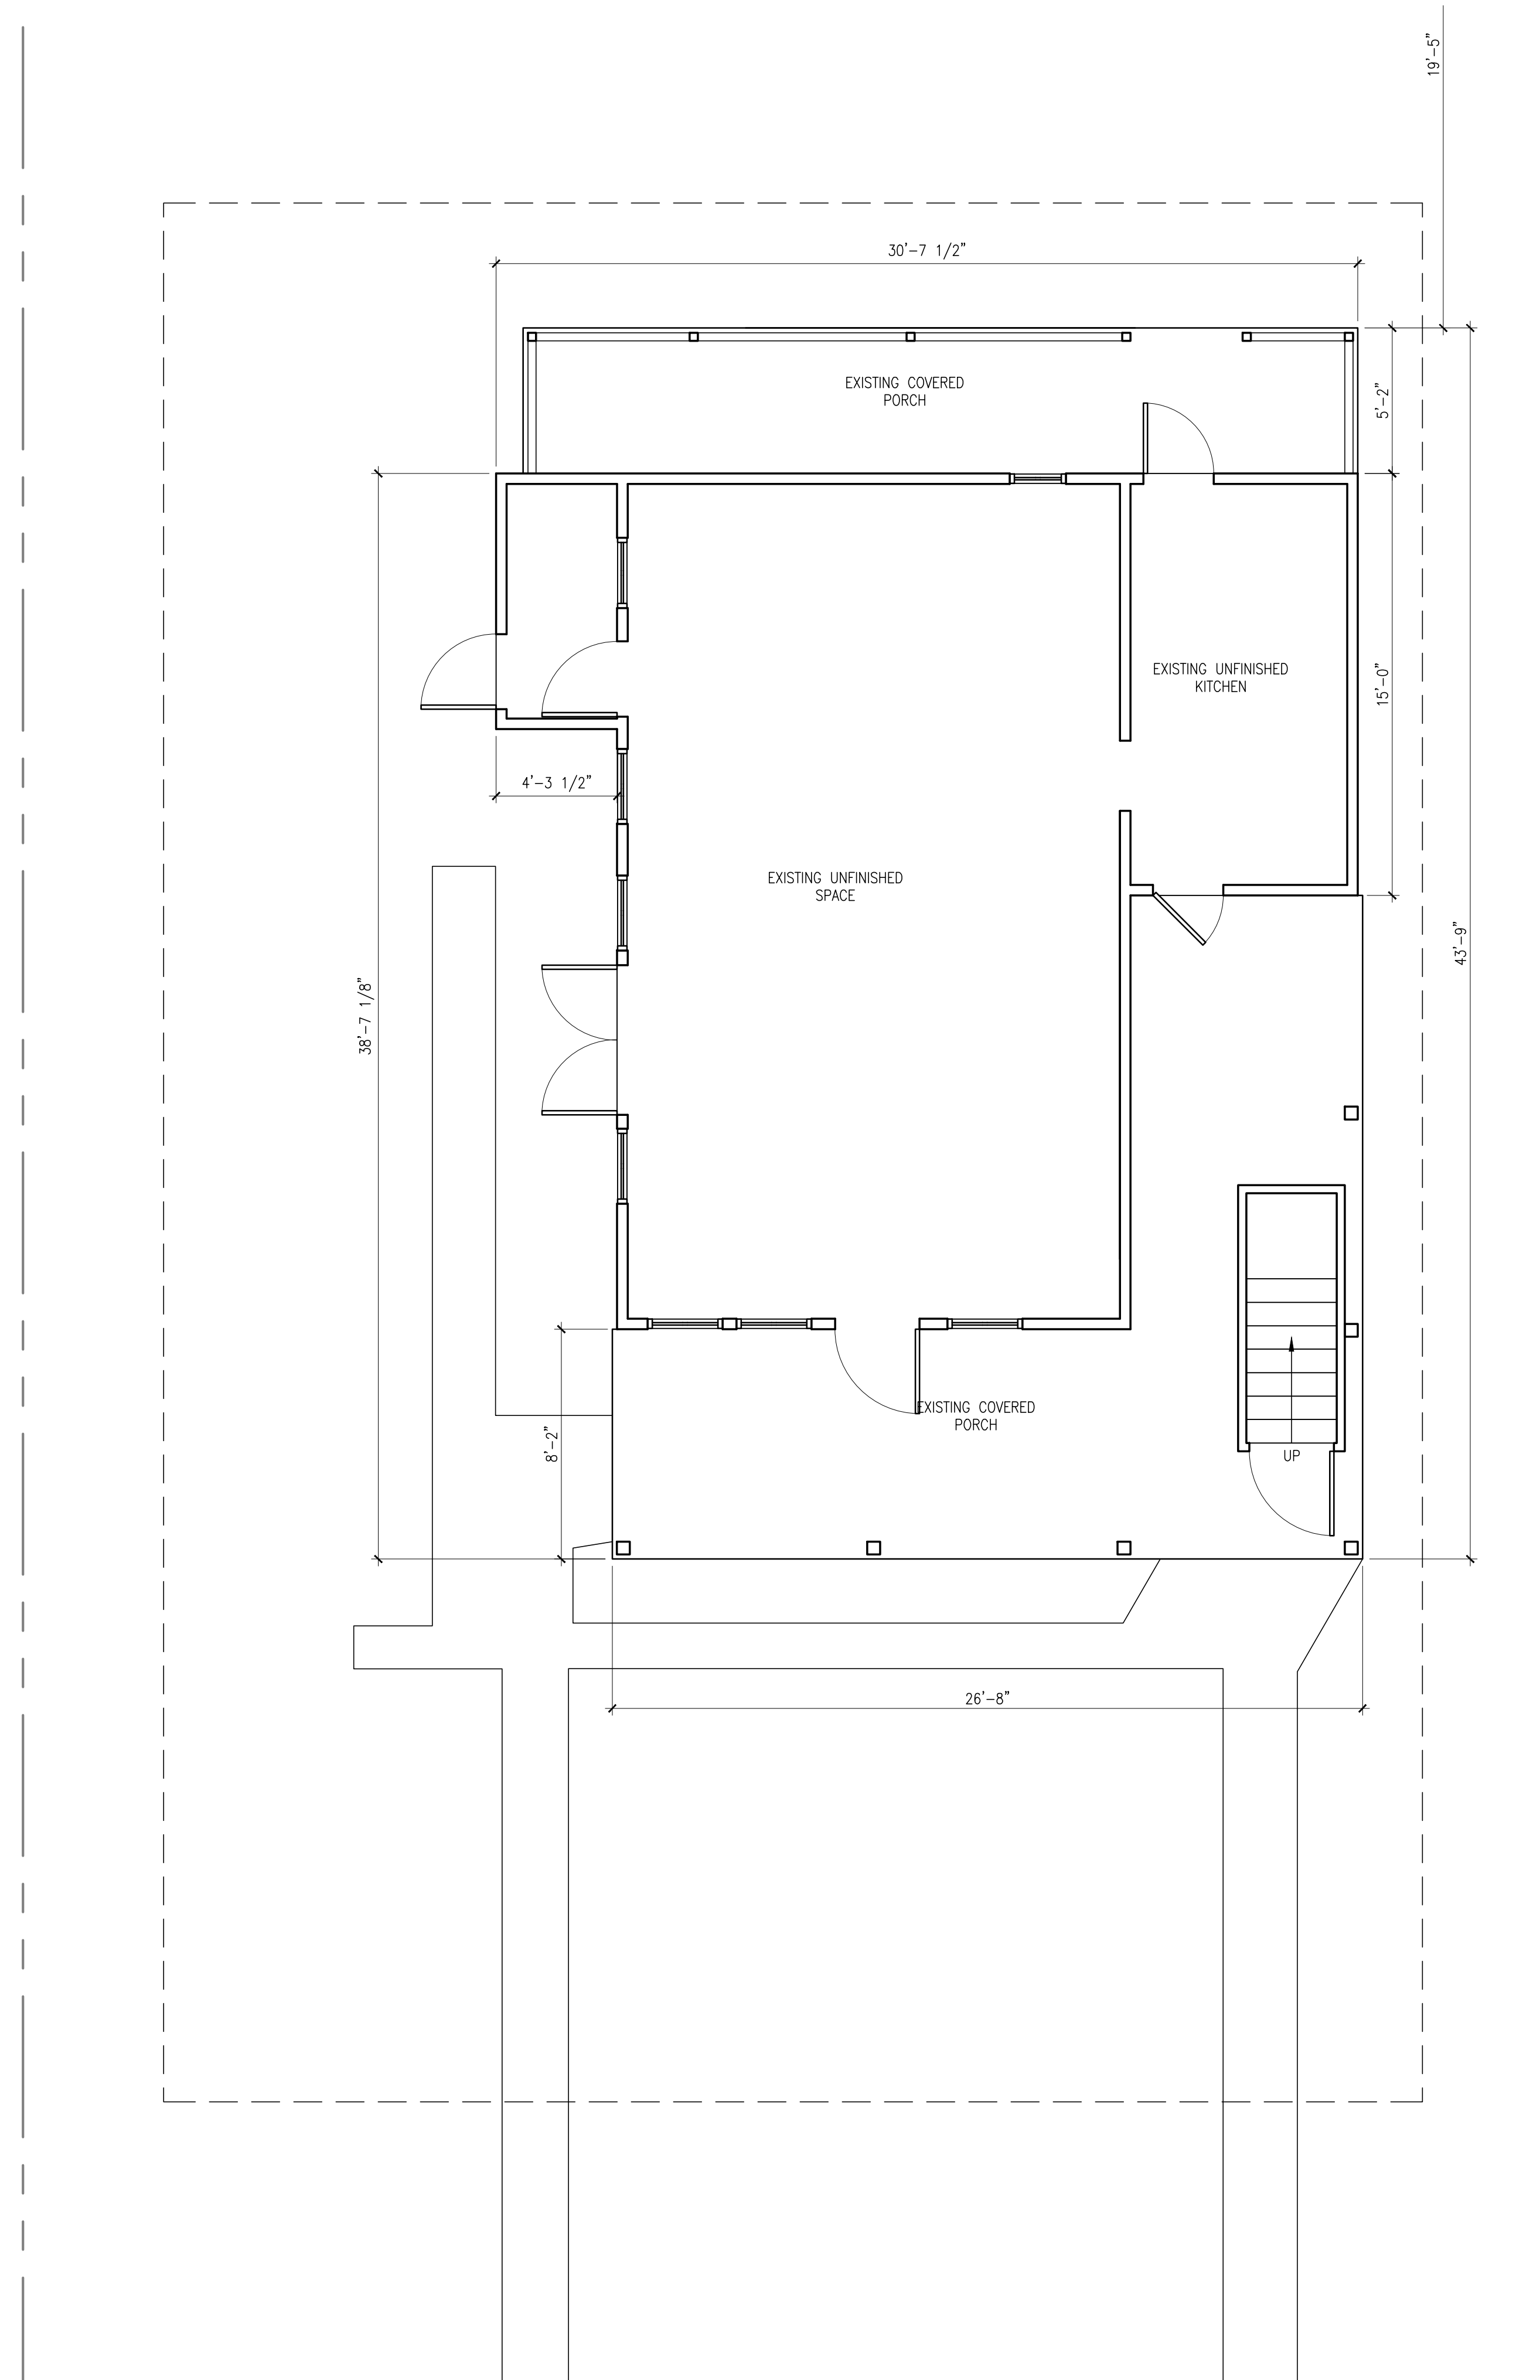 19'-5"
30'-7 1/2"
EXISTING COVERED
PORCH
5'-2"
EXISTING UNFINISHED
KITCHEN
15'-0"
4'-3 1/2"
EXISTING UNFINISHED
SPACE
43'-9"
38'-7 1/8"
EXISTING COVERED
PORCH
8'-2"
UP
26'-8"